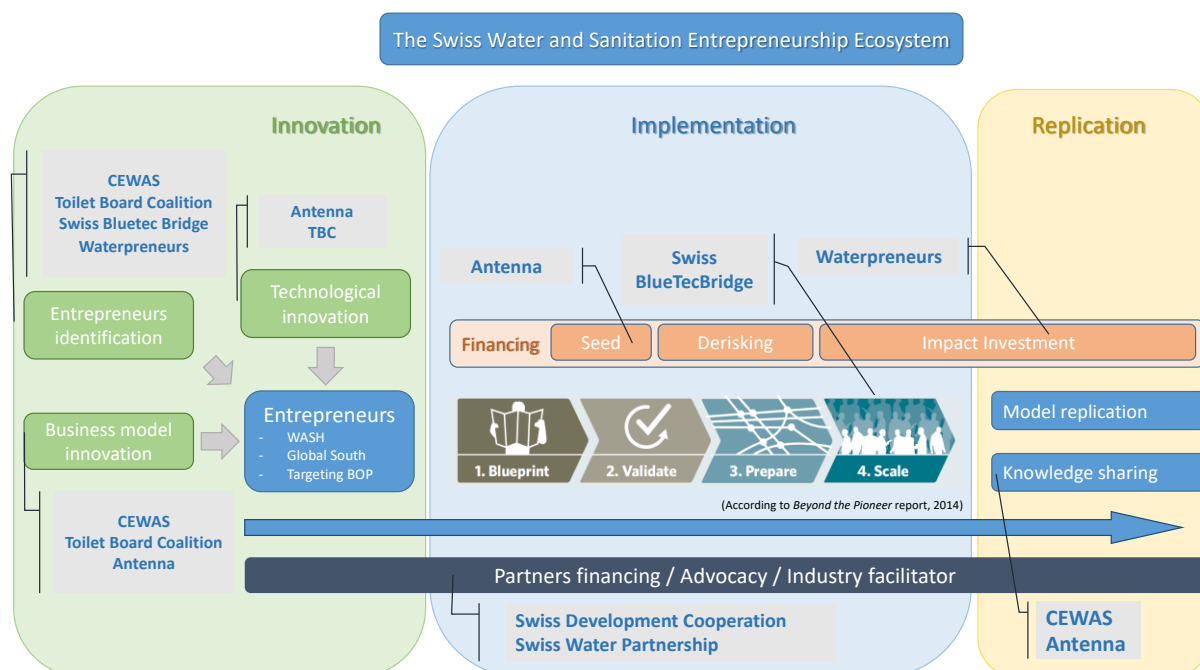 The Swiss Water and Sanitation Entrepreneurship Ecosystem
Innovation
CEWAS
Toilet Board Coalition
Swiss Bluetec Bridge
Waterpreneurs
Antenna
TBC
Entrepreneurs
identification
Technological
innovation
Business model
innovation
Entrepreneurs
- WASH
- Global South
- Targeting BOP
CEWAS
Toilet Board Coalition
Antenna
Implementation
Antenna
Swiss
BlueTecBridge
Waterpreneurs
Financing
Seed
Derisking
Impact Investment
1. Blueprint
2. Validate
3. Prepare
4. Scale
(According to Beyond the Pioneer report, 2014)
Replication
Model replication
Knowledge sharing
Partners financing / Advocacy / Industry facilitator
Swiss Development Cooperation
Swiss Water Partnership
CEWAS
Antenna